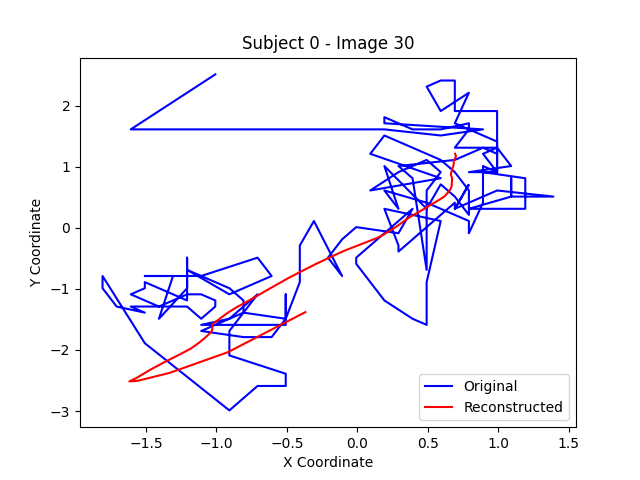 Subject 0 - Image 30
Y Coordinate
2
1
0
−1
−2
−3
−1.5
−1.0
−0.5
0.0
0.5
1.0
1.5
X Coordinate
Original
Reconstructed